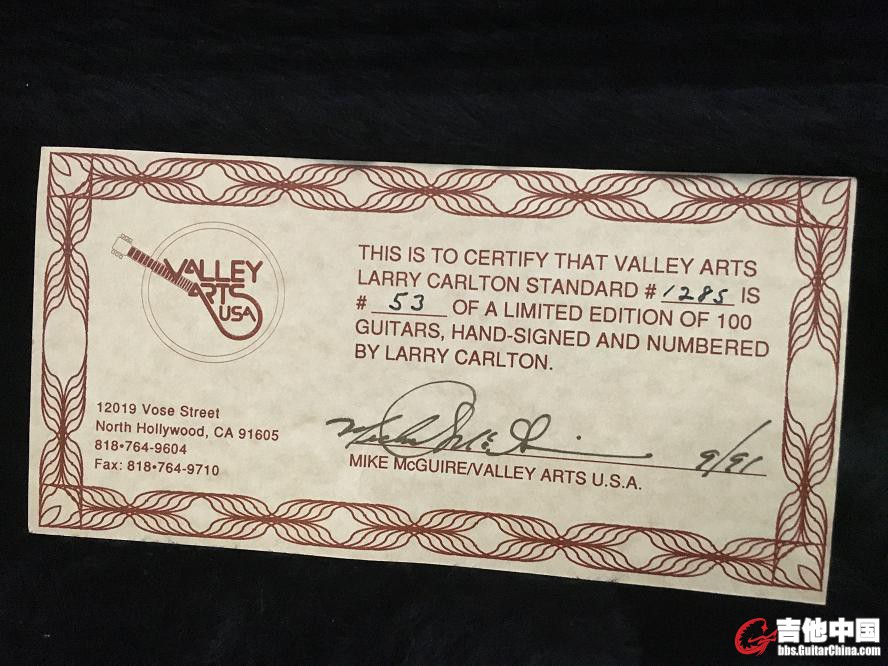 VALLEY
ARTS
USA
THIS IS TO CERTIFY THAT VALLEY ARTS
LARRY CARLTON STANDARD # 1285 IS
# 53 OF A LIMITED EDITION OF 100
GUITARS, HAND-SIGNED AND NUMBERED
BY LARRY CARLTON.
12019 Vose Street
North Hollywood, CA 91605
818•764-9604
Fax: 818•764-9710
9/91
MIKE McGUIRE/VALLEY ARTS U.S.A.
吉他中国
bbs.GuitarChina.com